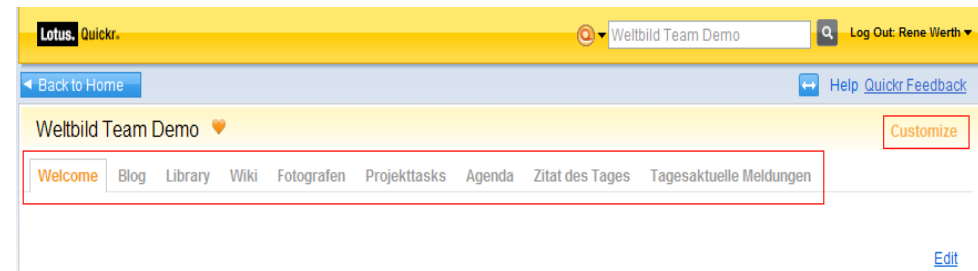 Lotus. Quickr. Weltbild Team Demo Log Out: Rene Werth
Back to Home Help Quickr Feedback
Weltbild Team Demo Customize
Welcome Blog Library Wiki Fotografen Projekttasks Agenda Zitat des Tages Tagesaktuelle Meldungen
Edit